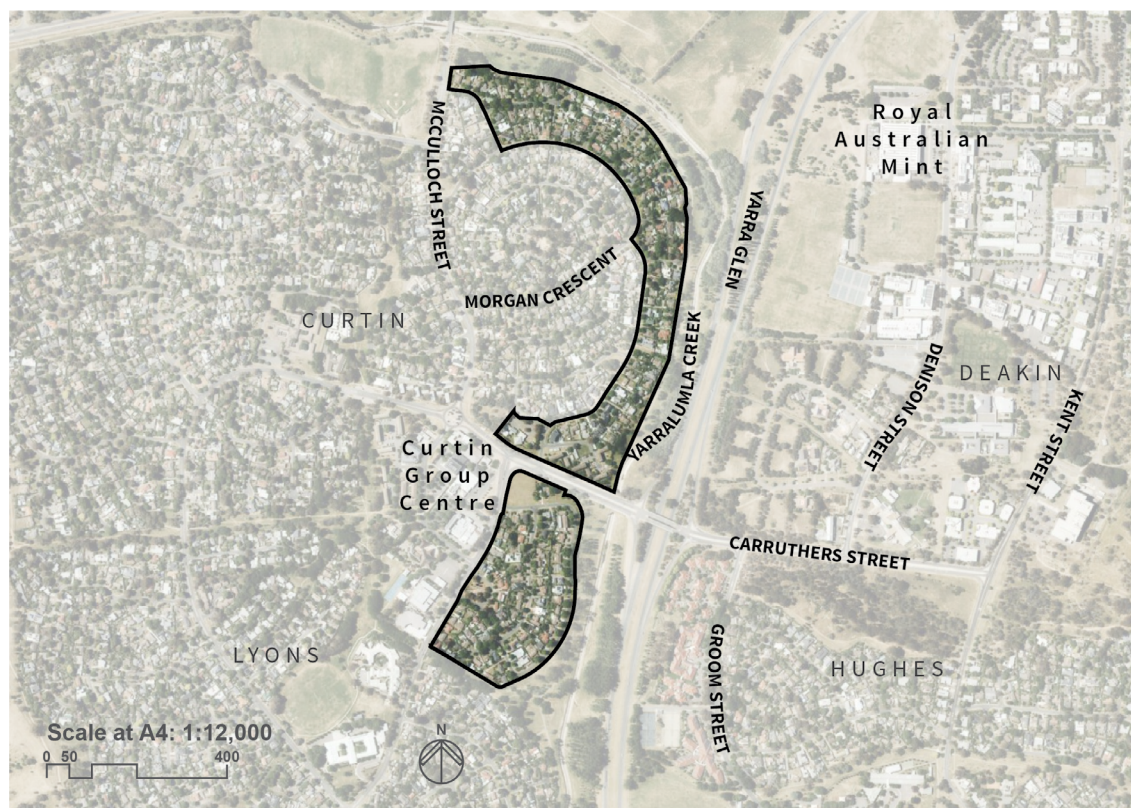 Royal
Australian
Mint
MCCULLOCH STREET
YARRA GLEN
MORGAN CRESCENT
CURTIN
YARRALUMLA CREEK
DENISON STREET
DEAKIN
KENT STREET
Curtin
Group
Centre
CARRUTHERS STREET
LYONS
GROOM STREET
HUGHES
Scale at A4: 1:12,000
0 50 400
N